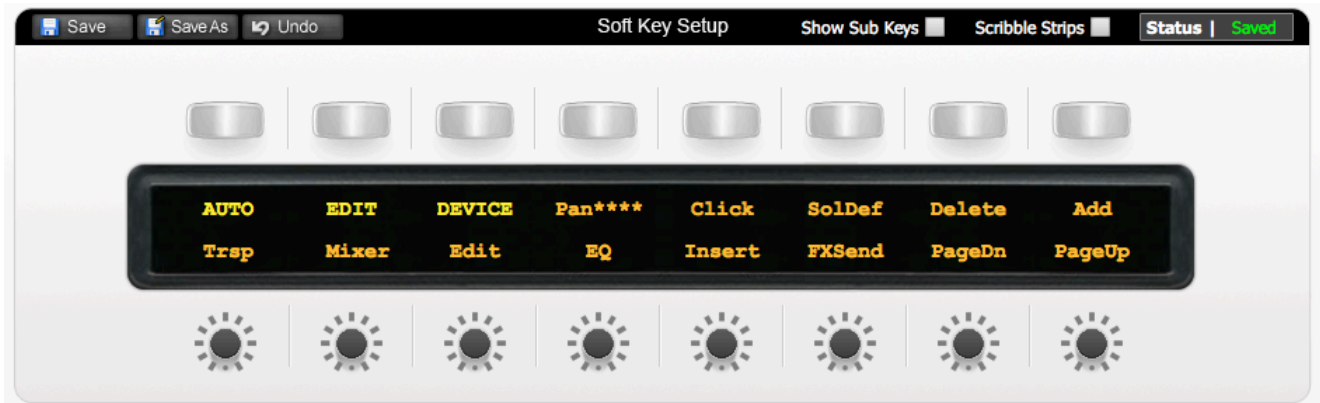 Save Save As Undo Soft Key Setup Show Sub Keys Scribble Strips Status | Saved
AUTO EDIT DEVICE Pan**** Click SolDef Delete Add
Trsp Mixer Edit EQ Insert FXSend PageDn PageUp